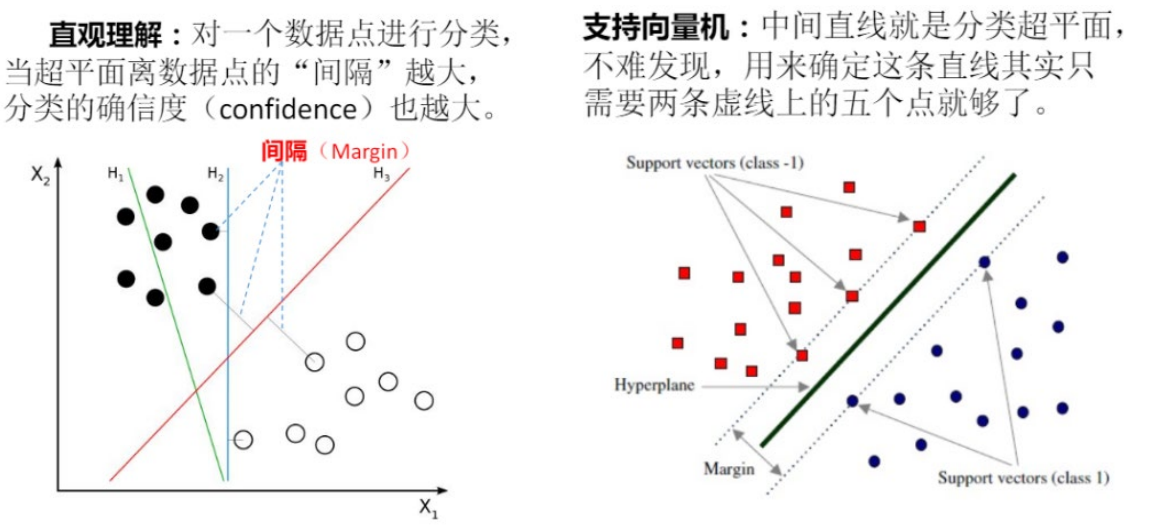 直观理解：对一个数据点进行分类，
当超平面离数据点的“间隔”越大，
分类的确信度（confidence）也越大。
间隔（Margin）
X2
H1
H2
H3
X1
支持向量机：中间直线就是分类超平面，
不难发现，用来确定这条直线其实只
需要两条虚线上的五个点就够了。
Support vectors (class -1)
Hyperplane
Margin
Support vectors (class 1)